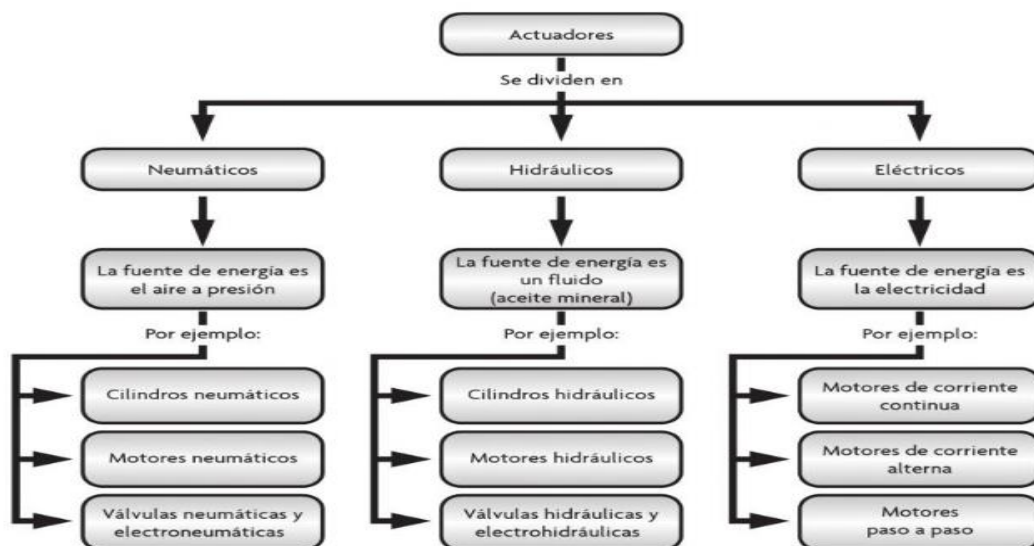 Actuadores
Se dividen en
Neumáticos
Hidráulicos
Eléctricos
La fuente de energía es
el aire a presión
La fuente de energía es
un fluido
(aceite mineral)
La fuente de energía es
la electricidad
Por ejemplo:
Por ejemplo:
Por ejemplo:
Cilindros neumáticos
Cilindros hidráulicos
Motores de corriente
continua
Motores neumáticos
Motores hidráulicos
Motores de corriente
alterna
Válvulas neumáticas y
electroneumáticas
Válvulas hidráulicas y
electrohidráulicas
Motores
paso a paso